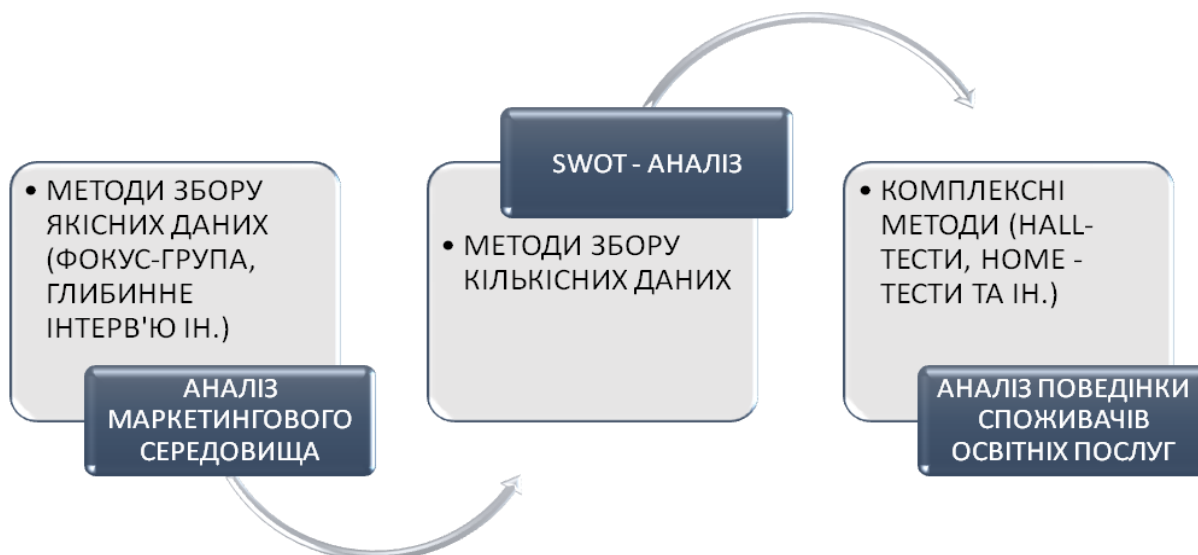 • МЕТОДИ ЗБОРУ
ЯКІСНИХ ДАНИХ
(ФОКУС-ГРУПА,
ГЛИБИННЕ
ІНТЕРВ'Ю ІН.)
АНАЛІЗ
МАРКЕТИНГОВОГО
СЕРЕДОВИЩА
SWOT - АНАЛІЗ
• МЕТОДИ ЗБОРУ
КІЛЬКІСНИХ ДАНИХ
• КОМПЛЕКСНІ
МЕТОДИ (HALL-
ТЕСТИ, HOME -
ТЕСТИ ТА ІН.)
АНАЛІЗ ПОВЕДІНКИ
СПОЖИВАЧІВ
ОСВІТНІХ ПОСЛУГ